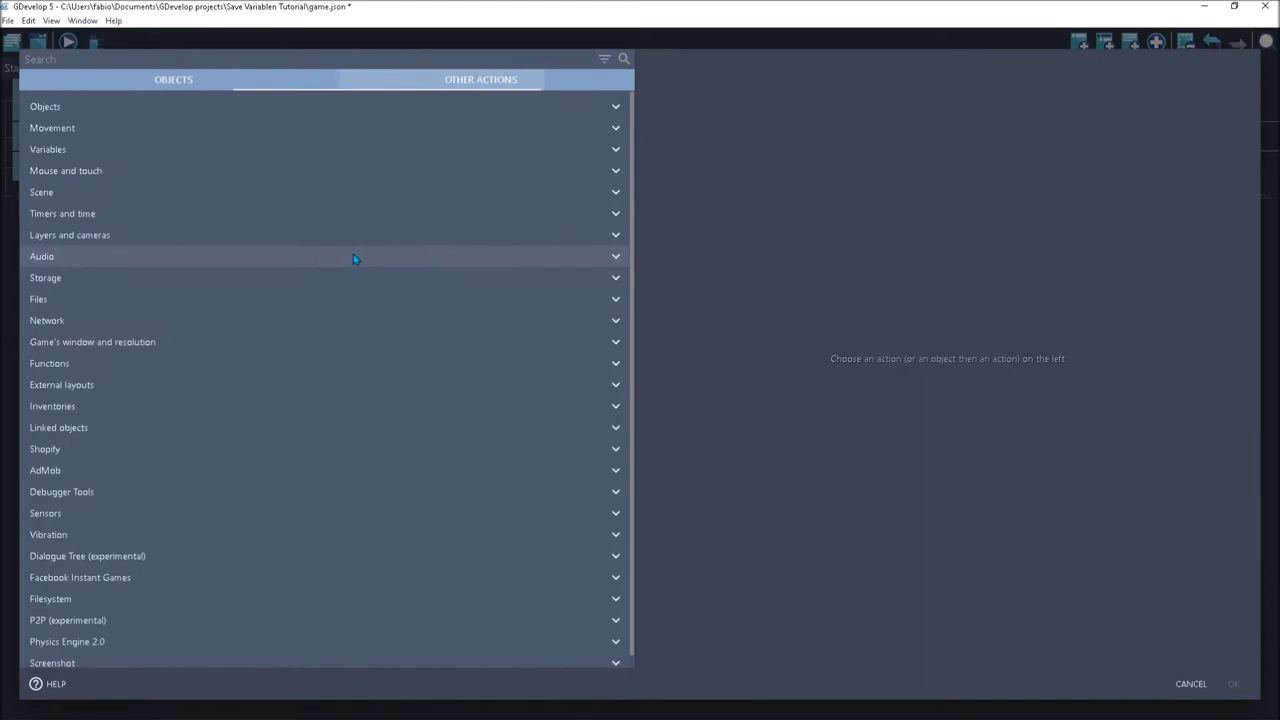 GDevelop 5 - C:\Users\fabio\Documents\GDevelop projects\Save Variablen Tutorial\game.json *
File Edit View Window Help
Search
OBJECTS OTHER ACTIONS
Objects
Movement
Variables
Mouse and touch
Scene
Timers and time
Layers and cameras
Audio
Storage
Files
Network
Game's window and resolution
Functions
External layouts
Inventories
Linked objects
Shopify
AdMob
Debugger Tools
Sensors
Vibration
Dialogue Tree (experimental)
Facebook Instant Games
Filesystem
P2P (experimental)
Physics Engine 2.0
Screenshot
Choose an action (or an object then an action) on the left
HELP
CANCEL OK